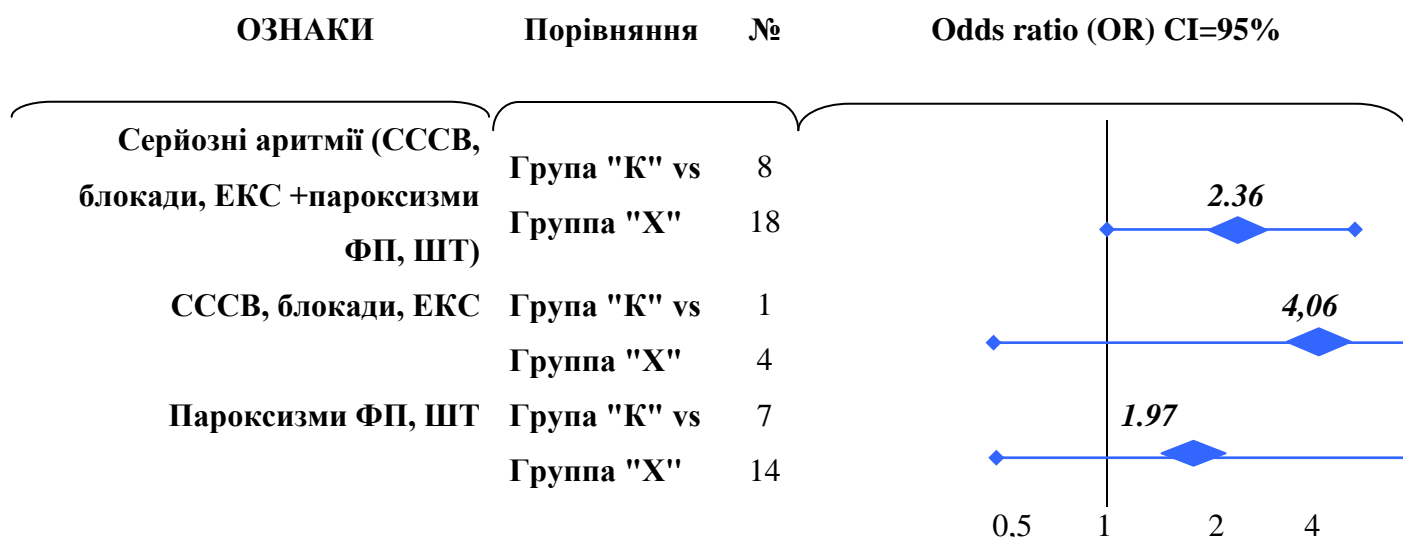 ОЗНАКИ Порівняння № Odds ratio (OR) CI=95%
Серйозні аритмії (СССВ,
блокади, ЕКС +пароксизми
ФП, ШТ)
Група "К" vs 8
Группа "Х" 18
2.36
СССВ, блокади, ЕКС Група "К" vs 1
Группа "Х" 4
4,06
Пароксизми ФП, ШТ Група "К" vs 7
Группа "Х" 14
1.97
0,5 1 2 4